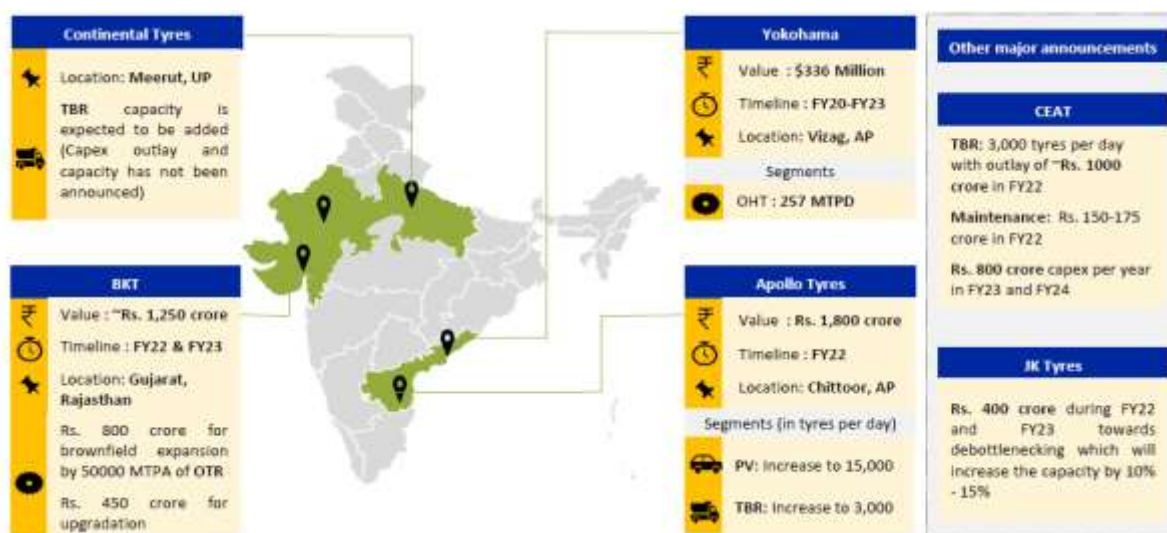 Continental Tyres
Location: Meerut, UP
TBR capacity is
expected to be added
(Capex outlay and
capacity has not been
announced)
BKT
₹
Value : ~Rs. 1,250 crore
Timeline : FY22 & FY23
Location: Gujarat,
Rajasthan
Rs. 800 crore for
brownfield expansion
by 50000 MTPA of OTR
Rs. 450 crore for
upgradation
Yokohama
₹
Value : $336 Million
Timeline : FY20-FY23
Location: Vizag, AP
Segments
OHT : 257 MTPD
Apollo Tyres
₹
Value : Rs. 1,800 crore
Timeline : FY22
Location: Chittoor, AP
Segments (in tyres per day)
PV: Increase to 15,000
TBR: Increase to 3,000
Other major announcements
CEAT
TBR: 3,000 tyres per day
with outlay of ~Rs. 1000
crore in FY22
Maintenance: Rs. 150-175
crore in FY22
Rs. 800 crore capex per year
in FY23 and FY24
JK Tyres
Rs. 400 crore during FY22
and FY23 towards
debottlenecking which will
increase the capacity by 10%
- 15%